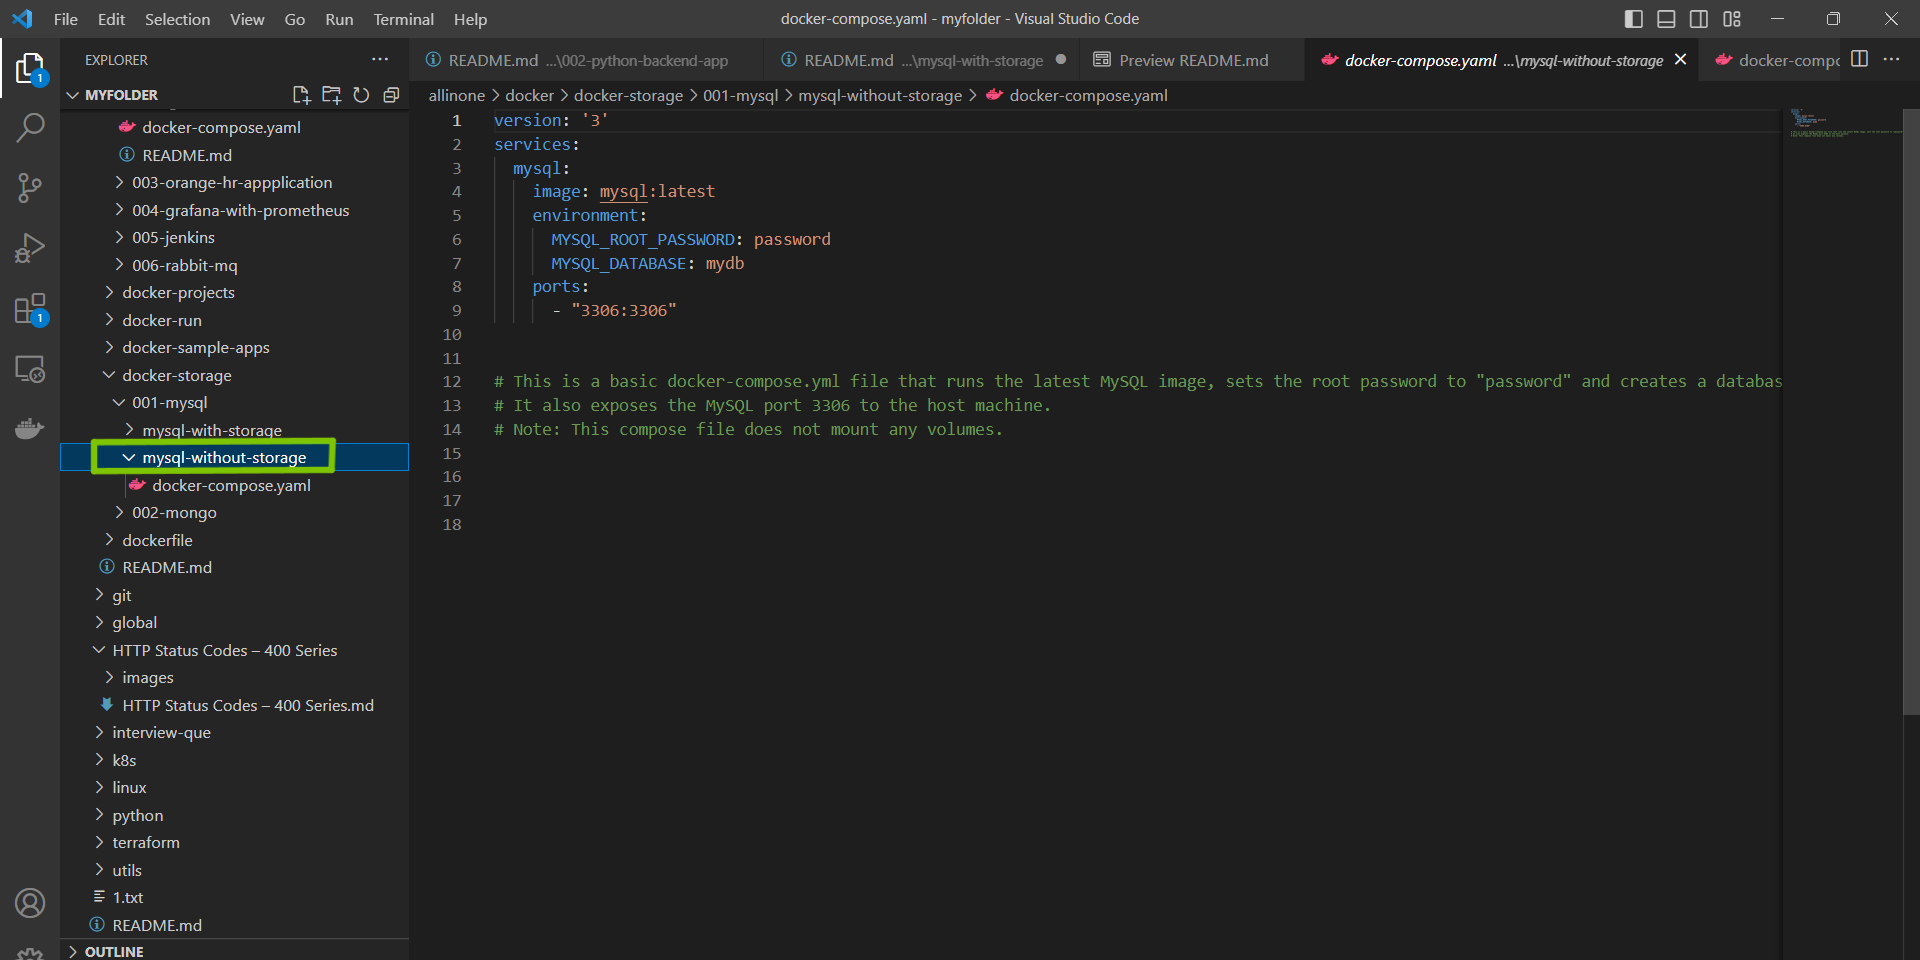 File Edit Selection View Go Run Terminal Help
docker-compose.yaml - myfolder - Visual Studio Code
EXPLORER
MYFOLDER
docker-compose.yaml
README.md
003-orange-hr-appplication
004-grafana-with-prometheus
005-jenkins
006-rabbit-mq
docker-projects
docker-run
docker-sample-apps
docker-storage
001-mysql
mysql-with-storage
mysql-without-storage
docker-compose.yaml
002-mongo
dockerfile
README.md
git
global
HTTP Status Codes – 400 Series
images
HTTP Status Codes – 400 Series.md
interview-que
k8s
linux
python
terraform
utils
1.txt
README.md
OUTLINE
1
1
README.md ...\002-python-backend-app
README.md ...\mysql-with-storage
Preview README.md
docker-compose.yaml ...\mysql-without-storage
docker-compo
allinone > docker > docker-storage > 001-mysql > mysql-without-storage > docker-compose.yaml
1 version: '3'
2 services:
3 mysql:
4 image: mysql:latest
5 environment:
6 MYSQL_ROOT_PASSWORD: password
7 MYSQL_DATABASE: mydb
8 ports:
9 - "3306:3306"
10
11
12 # This is a basic docker-compose.yml file that runs the latest MySQL image, sets the root password to "password" and creates a databas
13 # It also exposes the MySQL port 3306 to the host machine.
14 # Note: This compose file does not mount any volumes.
15
16
17
18